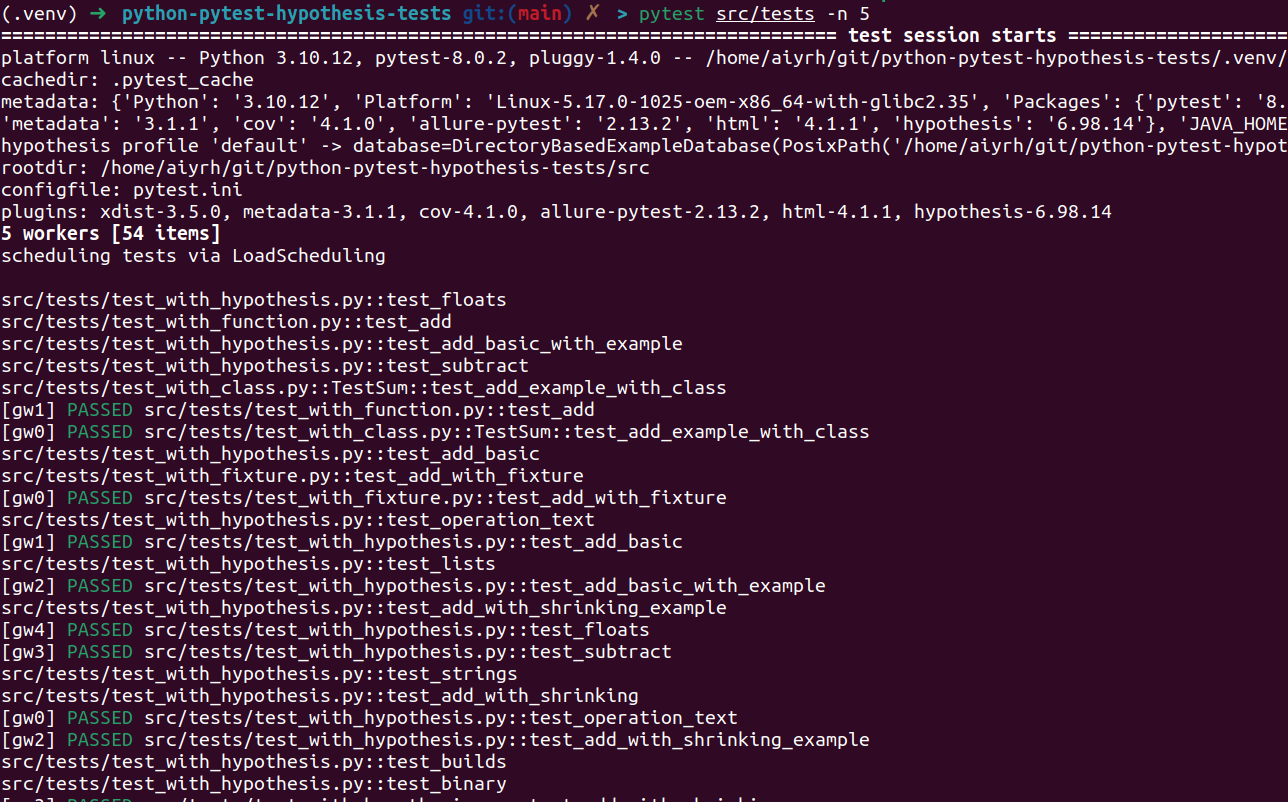 (.venv) ➜ python-pytest-hypothesis-tests git:(main) ✗ > pytest src/tests -n 5
============================================================================ test session starts ====================
platform linux -- Python 3.10.12, pytest-8.0.2, pluggy-1.4.0 -- /home/aiyrh/git/python-pytest-hypothesis-tests/.venv/
cachedir: .pytest_cache
metadata: {'Python': '3.10.12', 'Platform': 'Linux-5.17.0-1025-oem-x86_64-with-glibc2.35', 'Packages': {'pytest': '8.
'metadata': '3.1.1', 'cov': '4.1.0', 'allure-pytest': '2.13.2', 'html': '4.1.1', 'hypothesis': '6.98.14'}, 'JAVA_HOME
hypothesis profile 'default' -> database=DirectoryBasedExampleDatabase(PosixPath('/home/aiyrh/git/python-pytest-hypot
rootdir: /home/aiyrh/git/python-pytest-hypothesis-tests/src
configfile: pytest.ini
plugins: xdist-3.5.0, metadata-3.1.1, cov-4.1.0, allure-pytest-2.13.2, html-4.1.1, hypothesis-6.98.14
5 workers [54 items]
scheduling tests via LoadScheduling
src/tests/test_with_hypothesis.py::test_floats
src/tests/test_with_function.py::test_add
src/tests/test_with_hypothesis.py::test_add_basic_with_example
src/tests/test_with_hypothesis.py::test_subtract
src/tests/test_with_class.py::TestSum::test_add_example_with_class
[gw1] PASSED src/tests/test_with_function.py::test_add
[gw0] PASSED src/tests/test_with_class.py::TestSum::test_add_example_with_class
src/tests/test_with_hypothesis.py::test_add_basic
src/tests/test_with_fixture.py::test_add_with_fixture
[gw0] PASSED src/tests/test_with_fixture.py::test_add_with_fixture
src/tests/test_with_hypothesis.py::test_operation_text
[gw1] PASSED src/tests/test_with_hypothesis.py::test_add_basic
src/tests/test_with_hypothesis.py::test_lists
[gw2] PASSED src/tests/test_with_hypothesis.py::test_add_basic_with_example
src/tests/test_with_hypothesis.py::test_add_with_shrinking_example
[gw4] PASSED src/tests/test_with_hypothesis.py::test_floats
[gw3] PASSED src/tests/test_with_hypothesis.py::test_subtract
src/tests/test_with_hypothesis.py::test_strings
src/tests/test_with_hypothesis.py::test_add_with_shrinking
[gw0] PASSED src/tests/test_with_hypothesis.py::test_operation_text
[gw2] PASSED src/tests/test_with_hypothesis.py::test_add_with_shrinking_example
src/tests/test_with_hypothesis.py::test_builds
src/tests/test_with_hypothesis.py::test_binary